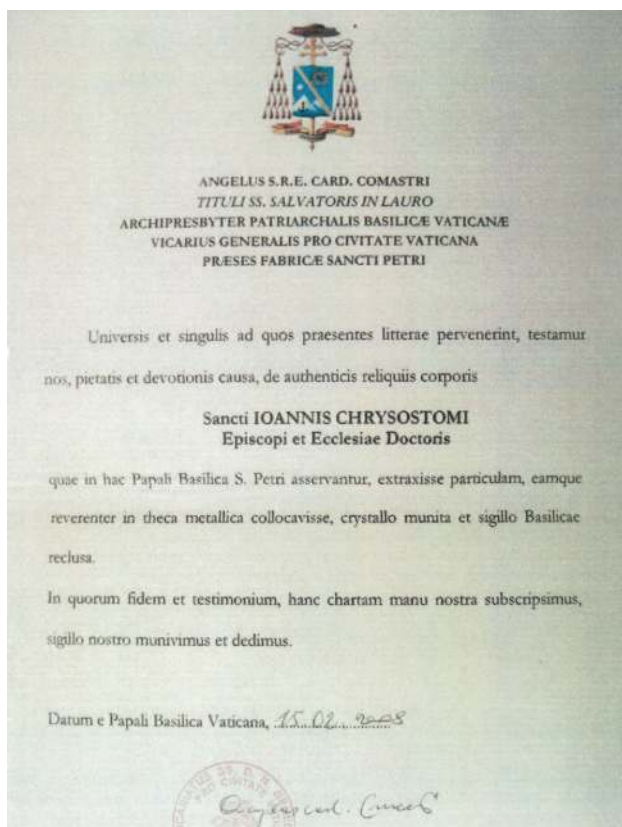 ANGELUS S.R.E. CARD. COMASTRI
TITULI SS. SALVATORIS IN LAURO
ARCHIPRESBYTER PATRIARCHALIS BASILICÆ VATICANÆ
VICARIUS GENERALIS PRO CIVITATE VATICANA
PRÆSES FABRICÆ SANCTI PETRI
Universis et singulis ad quos praesentes litterae pervenerint, testamur
nos, pietatis et devotionis causa, de authenticis reliquiis corporis
Sancti IOANNIS CHRYSOSTOMI
Episcopi et Ecclesiae Doctoris
quae in hac Papali Basilica S. Petri asservantur, extraxisse particulam, eamque
reverenter in theca metallica collocavisse, crystallo munita et sigillo Basilicae
reclusa.
In quorum fidem et testimonium, hanc chartam manu nostra subscripsimus,
sigillo nostro munivimus et dedimus.
Datum e Papali Basilica Vaticana, 15.02.2008
PRO CIVITATE